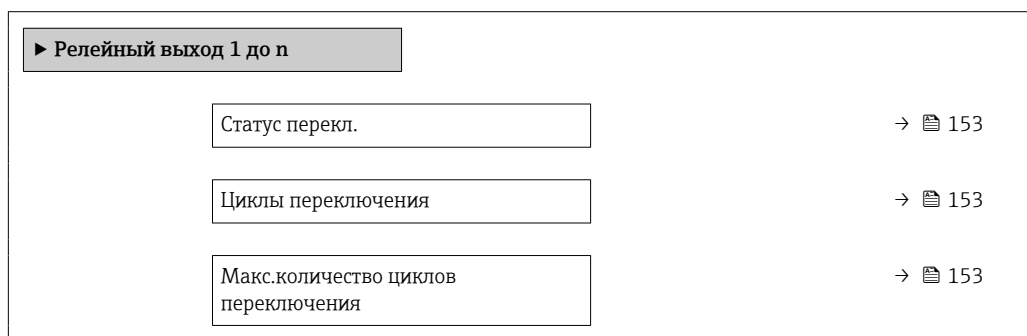 ► Релейный выход 1 до n
Статус перекл. → 153
Циклы переключения → 153
Макс.количество циклов → 153
переключения